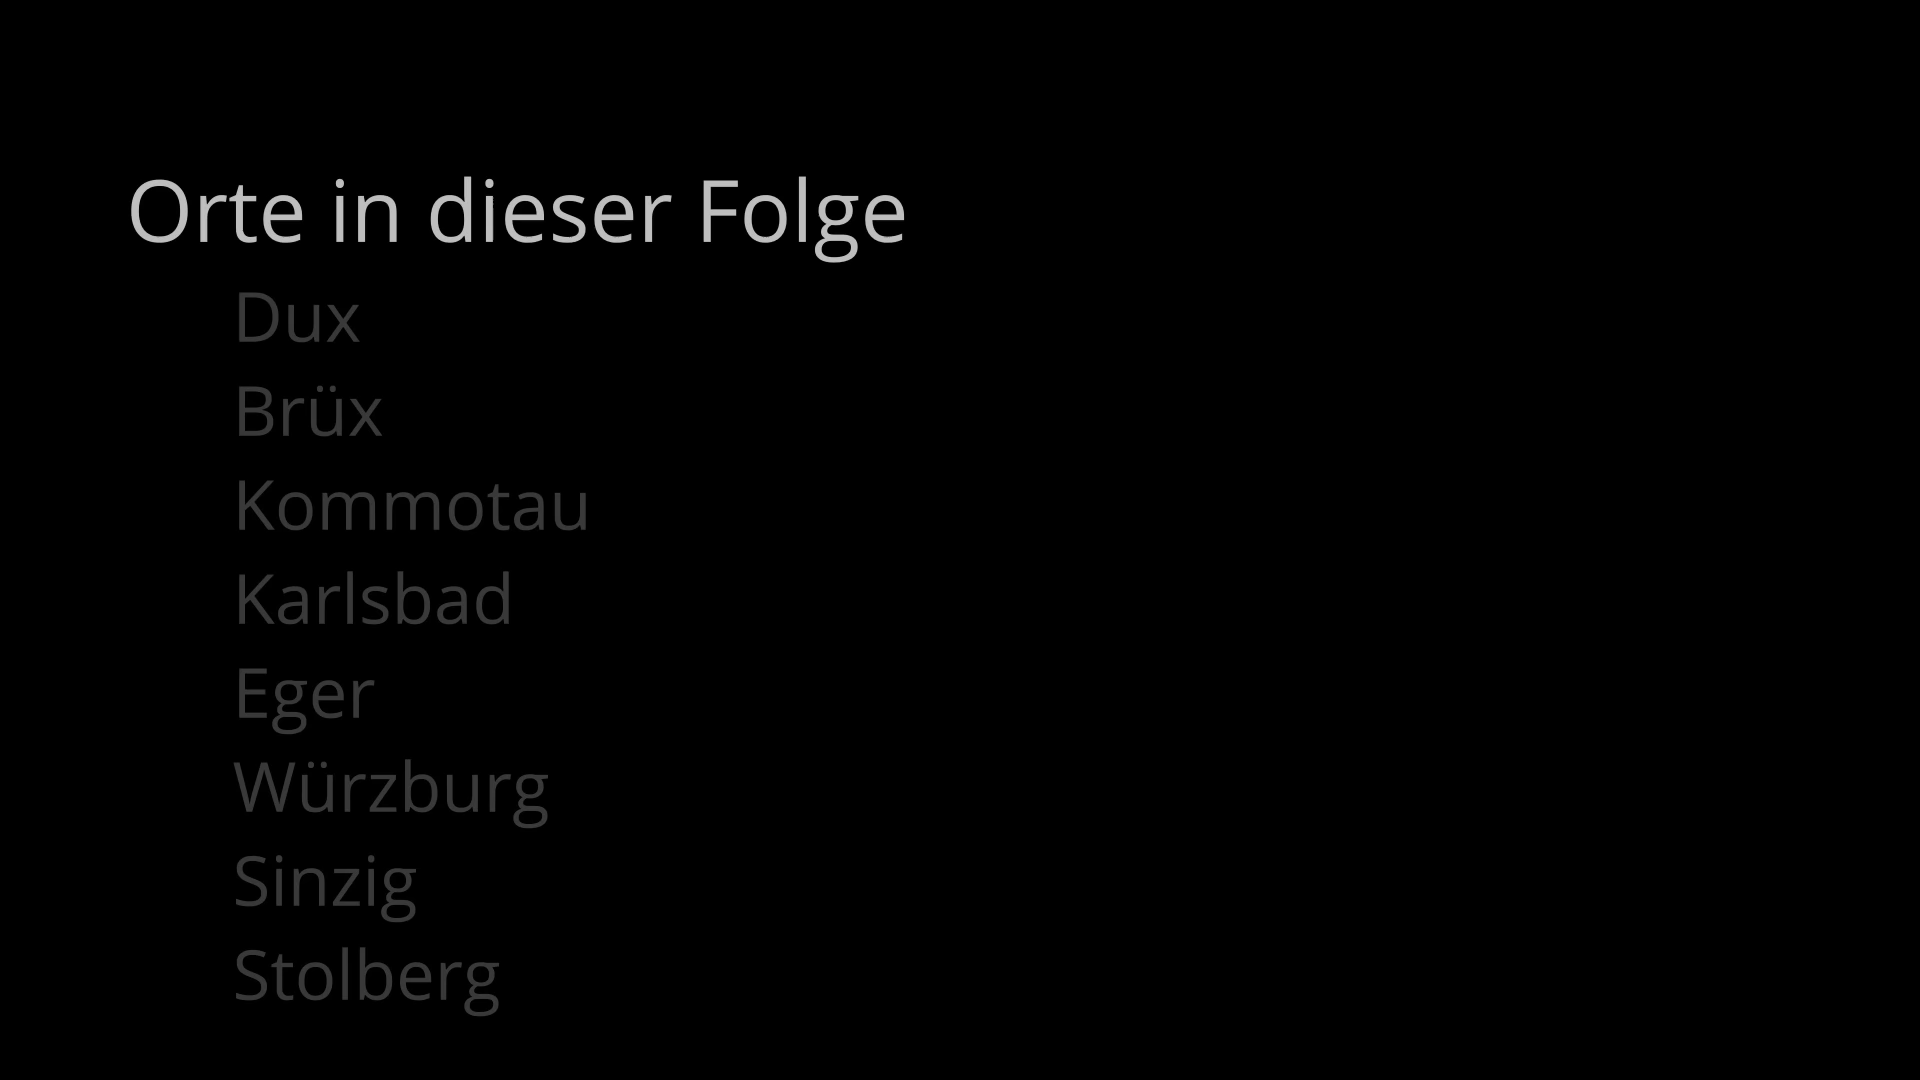 Orte in dieser Folge
Dux
Brüx
Kommotau
Karlsbad
Eger
Würzburg
Sinzig
Stolberg